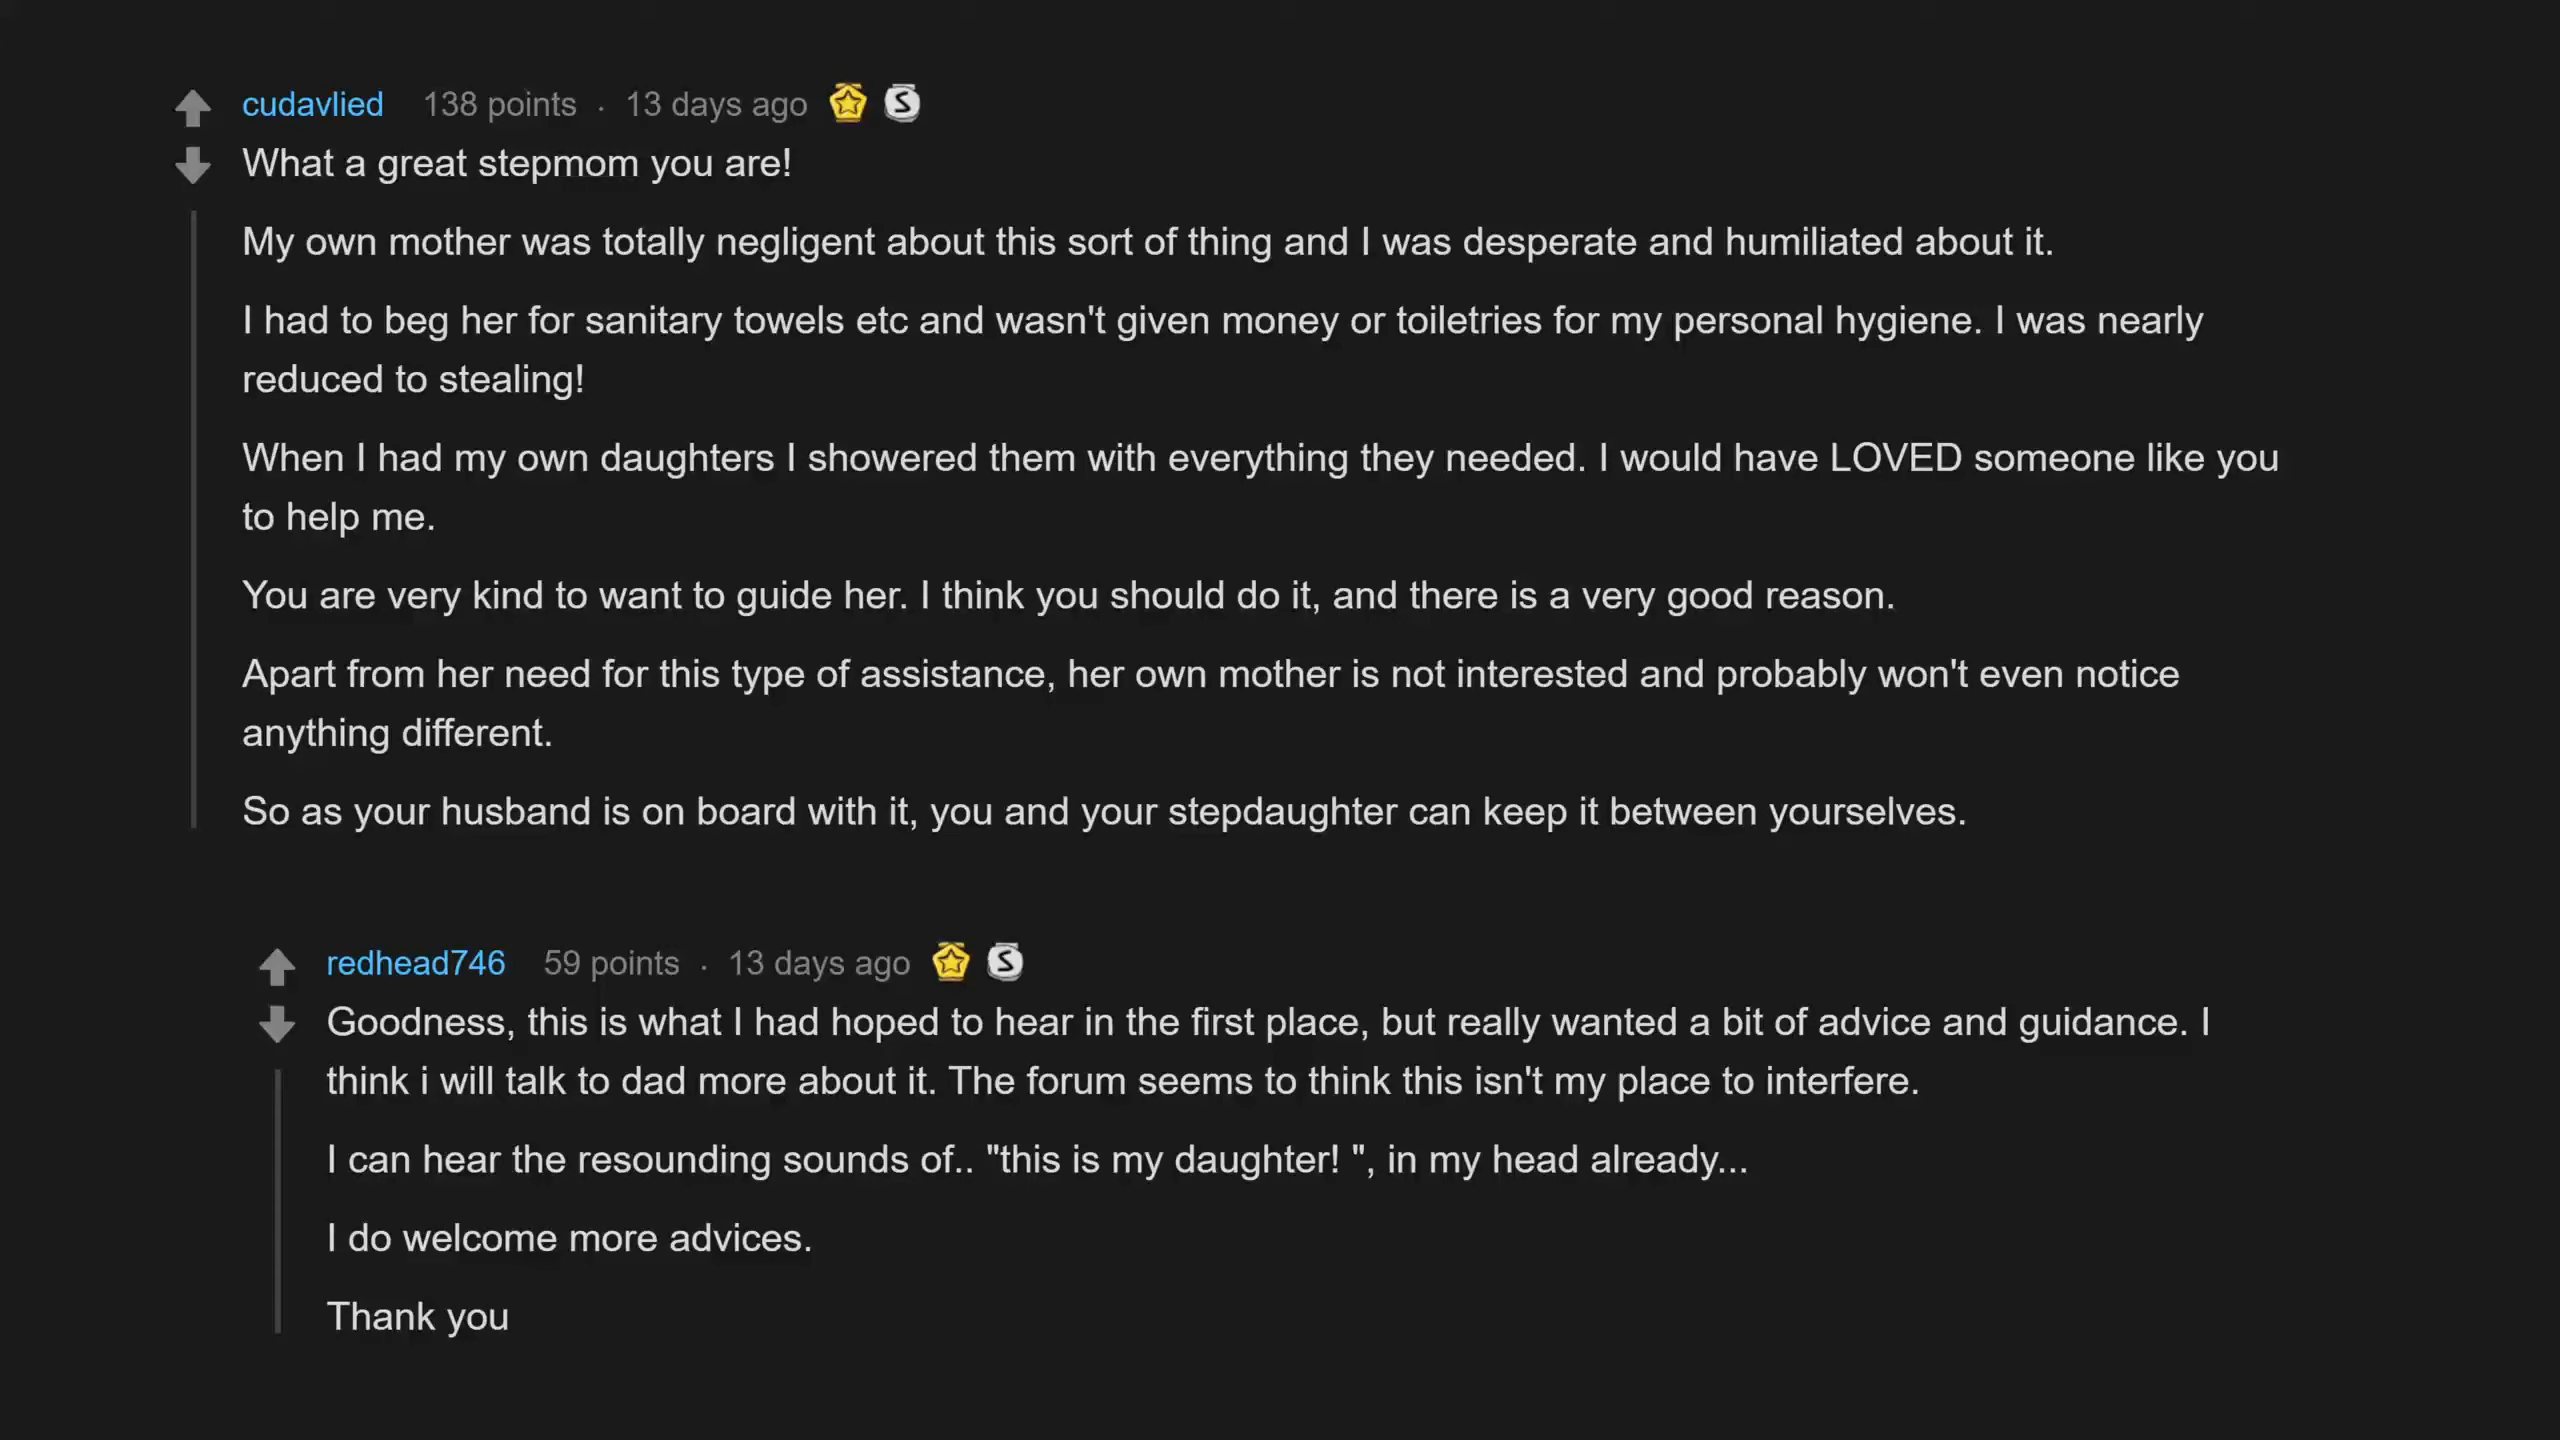 cudavlied 138 points · 13 days ago
What a great stepmom you are!
My own mother was totally negligent about this sort of thing and I was desperate and humiliated about it.
I had to beg her for sanitary towels etc and wasn't given money or toiletries for my personal hygiene. I was nearly
reduced to stealing!
When I had my own daughters I showered them with everything they needed. I would have LOVED someone like you
to help me.
You are very kind to want to guide her. I think you should do it, and there is a very good reason.
Apart from her need for this type of assistance, her own mother is not interested and probably won't even notice
anything different.
So as your husband is on board with it, you and your stepdaughter can keep it between yourselves.
redhead746 59 points · 13 days ago
Goodness, this is what I had hoped to hear in the first place, but really wanted a bit of advice and guidance. I
think i will talk to dad more about it. The forum seems to think this isn't my place to interfere.
I can hear the resounding sounds of.. "this is my daughter! ", in my head already...
I do welcome more advices.
Thank you